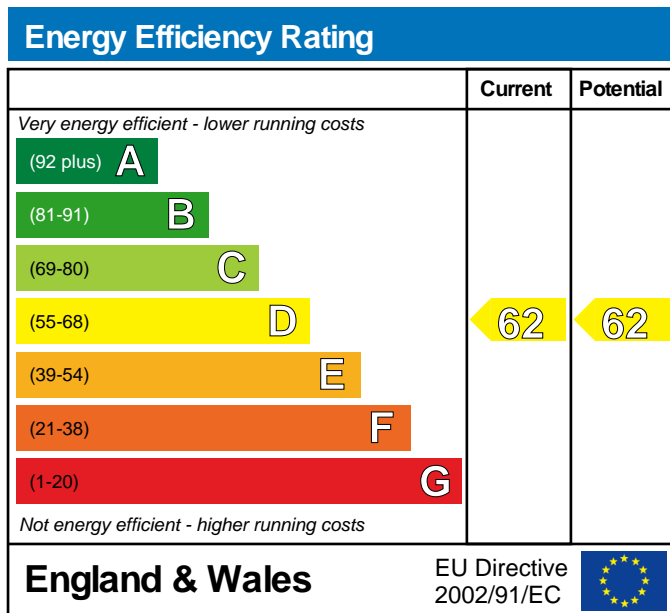 Energy Efficiency Rating
Current Potential
Very energy efficient - lower running costs
(92 plus) A
(81-91) B
(69-80) C
(55-68) D 62 62
(39-54) E
(21-38) F
(1-20) G
Not energy efficient - higher running costs
England & Wales
EU Directive
2002/91/EC